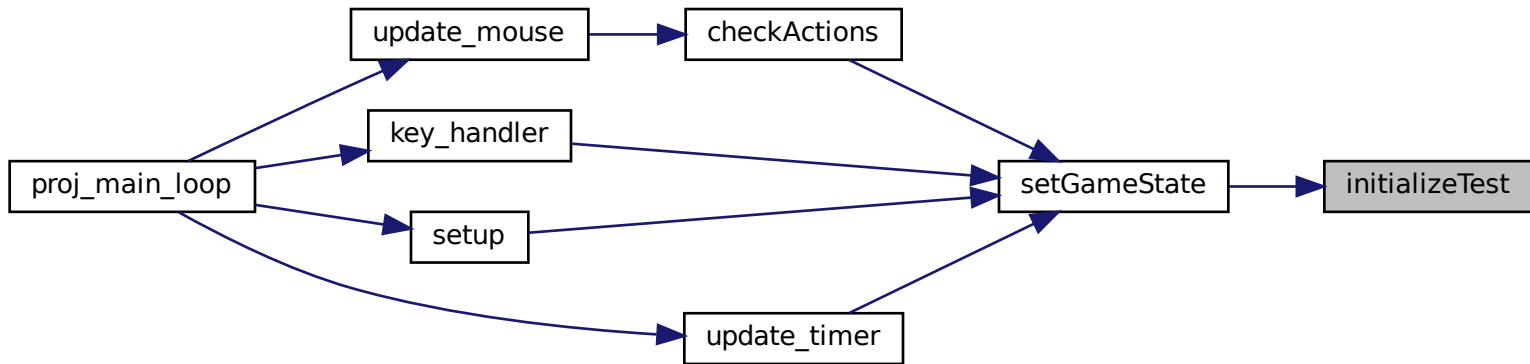 update_mouse
checkActions
key_handler
proj_main_loop
setGameState
initializeTest
setup
update_timer